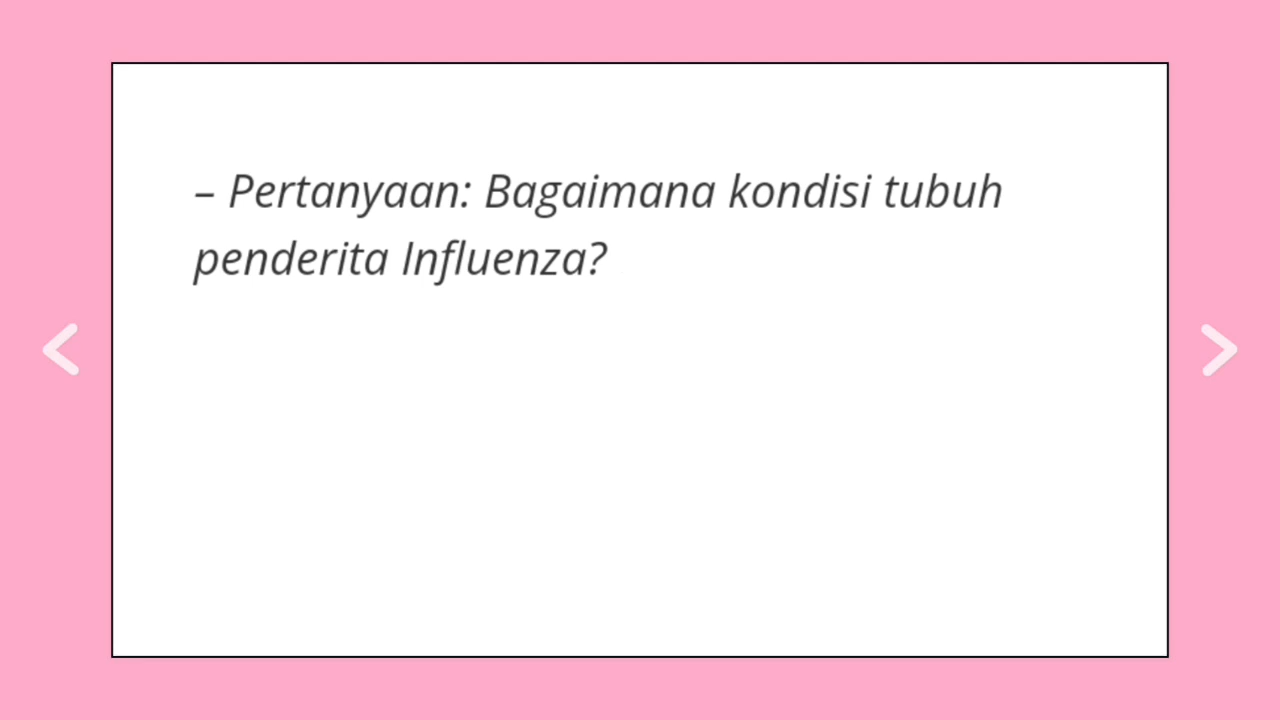 – Pertanyaan: Bagaimana kondisi tubuh
penderita Influenza?